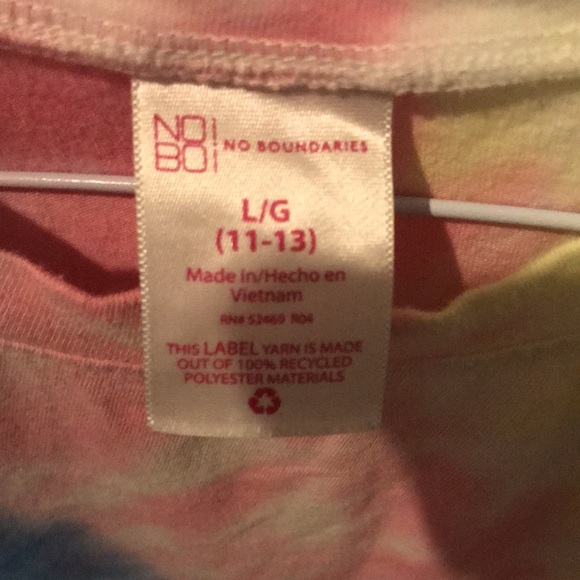 NO
BO
NO BOUNDARIES
L/G
(11-13)
Made in/Hecho en
Vietnam
RN# 52469 R04
THIS LABEL YARN IS MADE
OUT OF 100% RECYCLED
POLYESTER MATERIALS